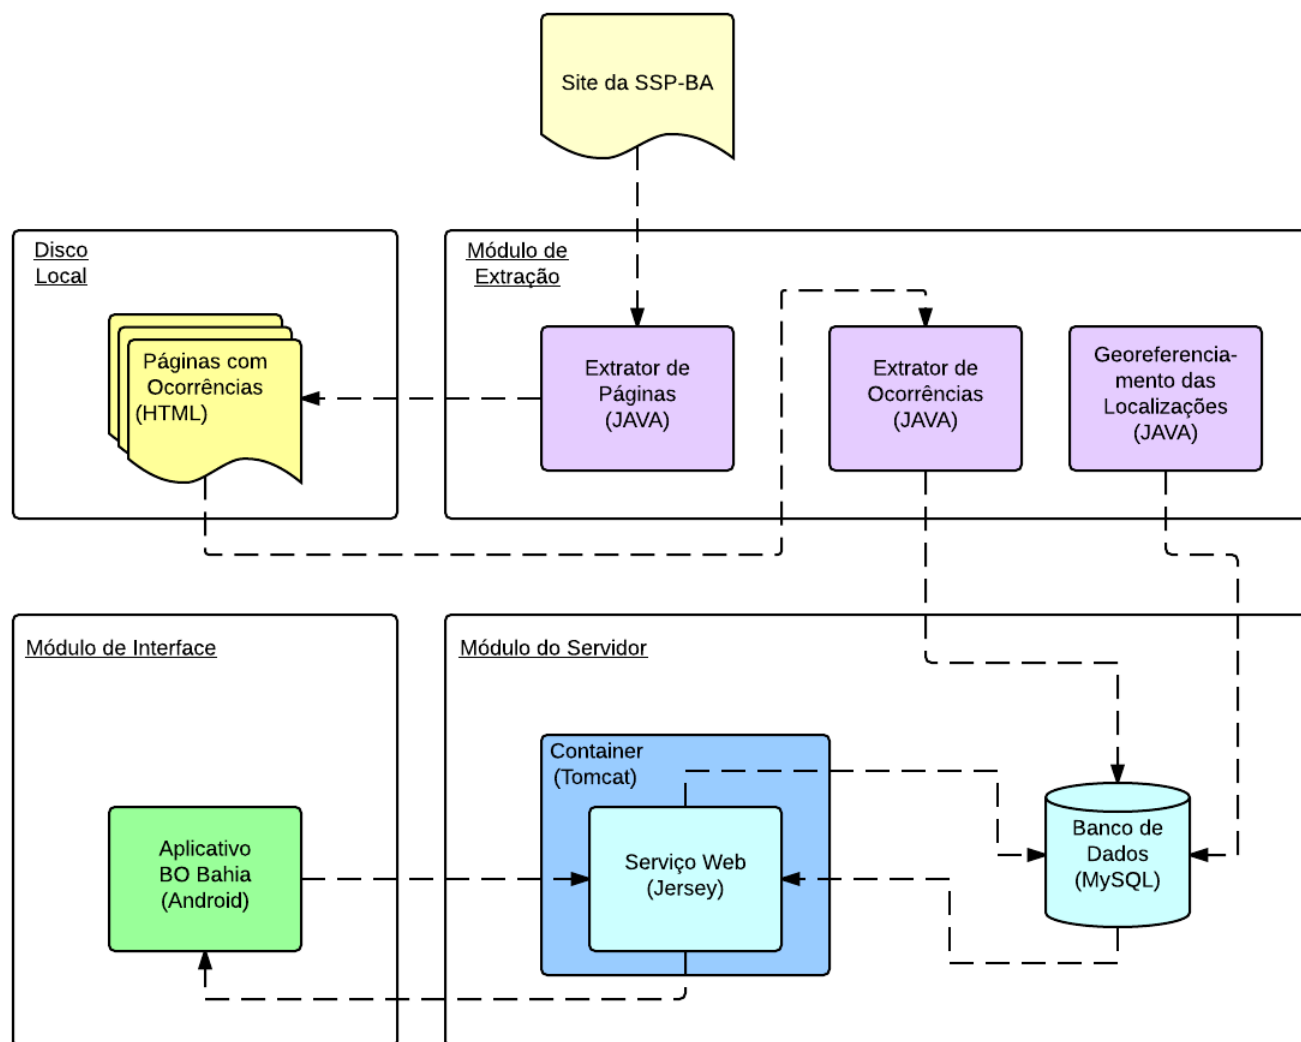 Site da SSP-BA
Disco
Local
Páginas com
Ocorrências
(HTML)
Módulo de
Extração
Extrator de
Páginas
(JAVA)
Extrator de
Ocorrências
(JAVA)
Georeferencia-
mento das
Localizações
(JAVA)
Módulo de Interface
Aplicativo
BO Bahia
(Android)
Módulo do Servidor
Container
(Tomcat)
Serviço Web
(Jersey)
Banco de
Dados
(MySQL)